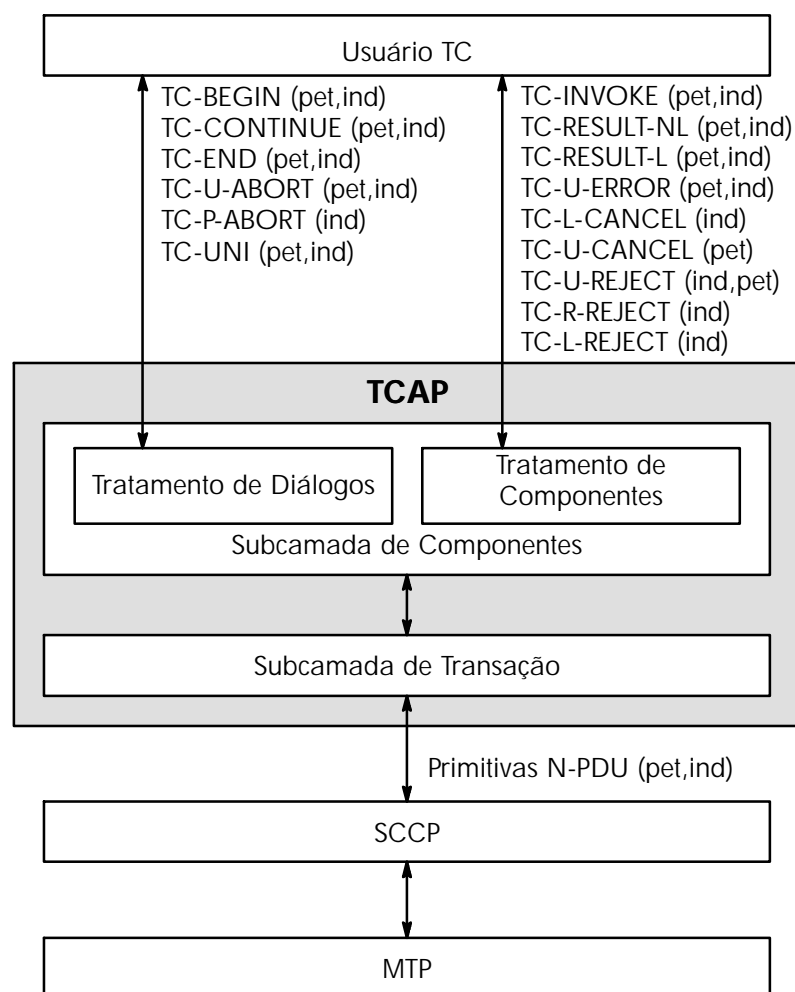 Usuário TC
TC-BEGIN (pet,ind)
TC-CONTINUE (pet,ind)
TC-END (pet,ind)
TC-U-ABORT (pet,ind)
TC-P-ABORT (ind)
TC-UNI (pet,ind)
TC-INVOKE (pet,ind)
TC-RESULT-NL (pet,ind)
TC-RESULT-L (pet,ind)
TC-U-ERROR (pet,ind)
TC-L-CANCEL (ind)
TC-U-CANCEL (pet)
TC-U-REJECT (ind,pet)
TC-R-REJECT (ind)
TC-L-REJECT (ind)
TCAP
Tratamento de Diálogos
Tratamento de
Componentes
Subcamada de Componentes
Subcamada de Transação
Primitivas N-PDU (pet,ind)
SCCP
MTP